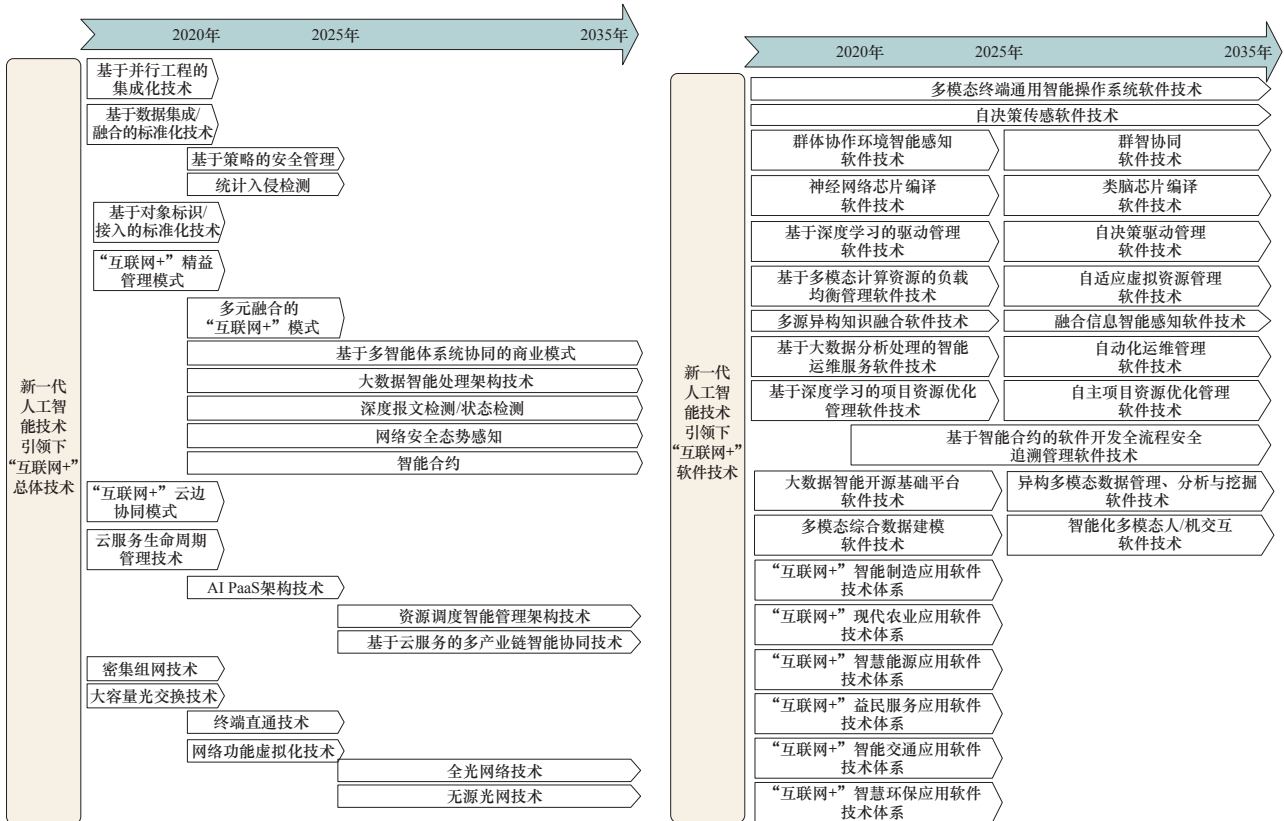 2020年
2025年
2035年
新一代
人工智
能技术
引领下
“互联网+”
总体技术
基于并行工程的
集成化技术
基于数据集成/
融合的标准化技术
基于策略的安全管理
统计入侵检测
基于对象标识/
接入的标准化技术
“互联网+”精益
管理模式
多元融合的
“互联网+”模式
基于多智能体系统协同的商业模式
大数据智能处理架构技术
深度报文检测/状态检测
网络安全态势感知
智能合约
“互联网+”云边
协同模式
云服务生命周期
管理技术
AI PaaS架构技术
资源调度智能管理架构技术
基于云服务的多产业链智能协同技术
密集组网技术
大容量光交换技术
终端直通技术
网络功能虚拟化技术
全光网络技术
无源光网技术
2020年
2025年
2035年
新一代
人工智
能技术
引领下
“互联网+”
软件技术
多模态终端通用智能操作系统软件技术
自决策传感软件技术
群体协作环境智能感知
软件技术
群智协同
软件技术
神经网络芯片编译
软件技术
类脑芯片编译
软件技术
基于深度学习的驱动管理
软件技术
自决策驱动管理
软件技术
基于多模态计算资源的负载
均衡管理软件技术
自适应虚拟资源管理
软件技术
多源异构知识融合软件技术
融合信息智能感知软件技术
基于大数据分析处理的智能
运维服务软件技术
自动化运维管理
软件技术
基于深度学习的项目资源优化
管理软件技术
自主项目资源优化管理
软件技术
基于智能合约的软件开发全流程安全
追溯管理软件技术
大数据智能开源基础平台
软件技术
异构多模态数据管理、分析与挖掘
软件技术
多模态综合数据建模
软件技术
智能化多模态人/机交互
软件技术
“互联网+”智能制造应用软件
技术体系
“互联网+”现代农业应用软件
技术体系
“互联网+”智慧能源应用软件
技术体系
“互联网+”益民服务应用软件
技术体系
“互联网+”智能交通应用软件
技术体系
“互联网+”智慧环保应用软件
技术体系